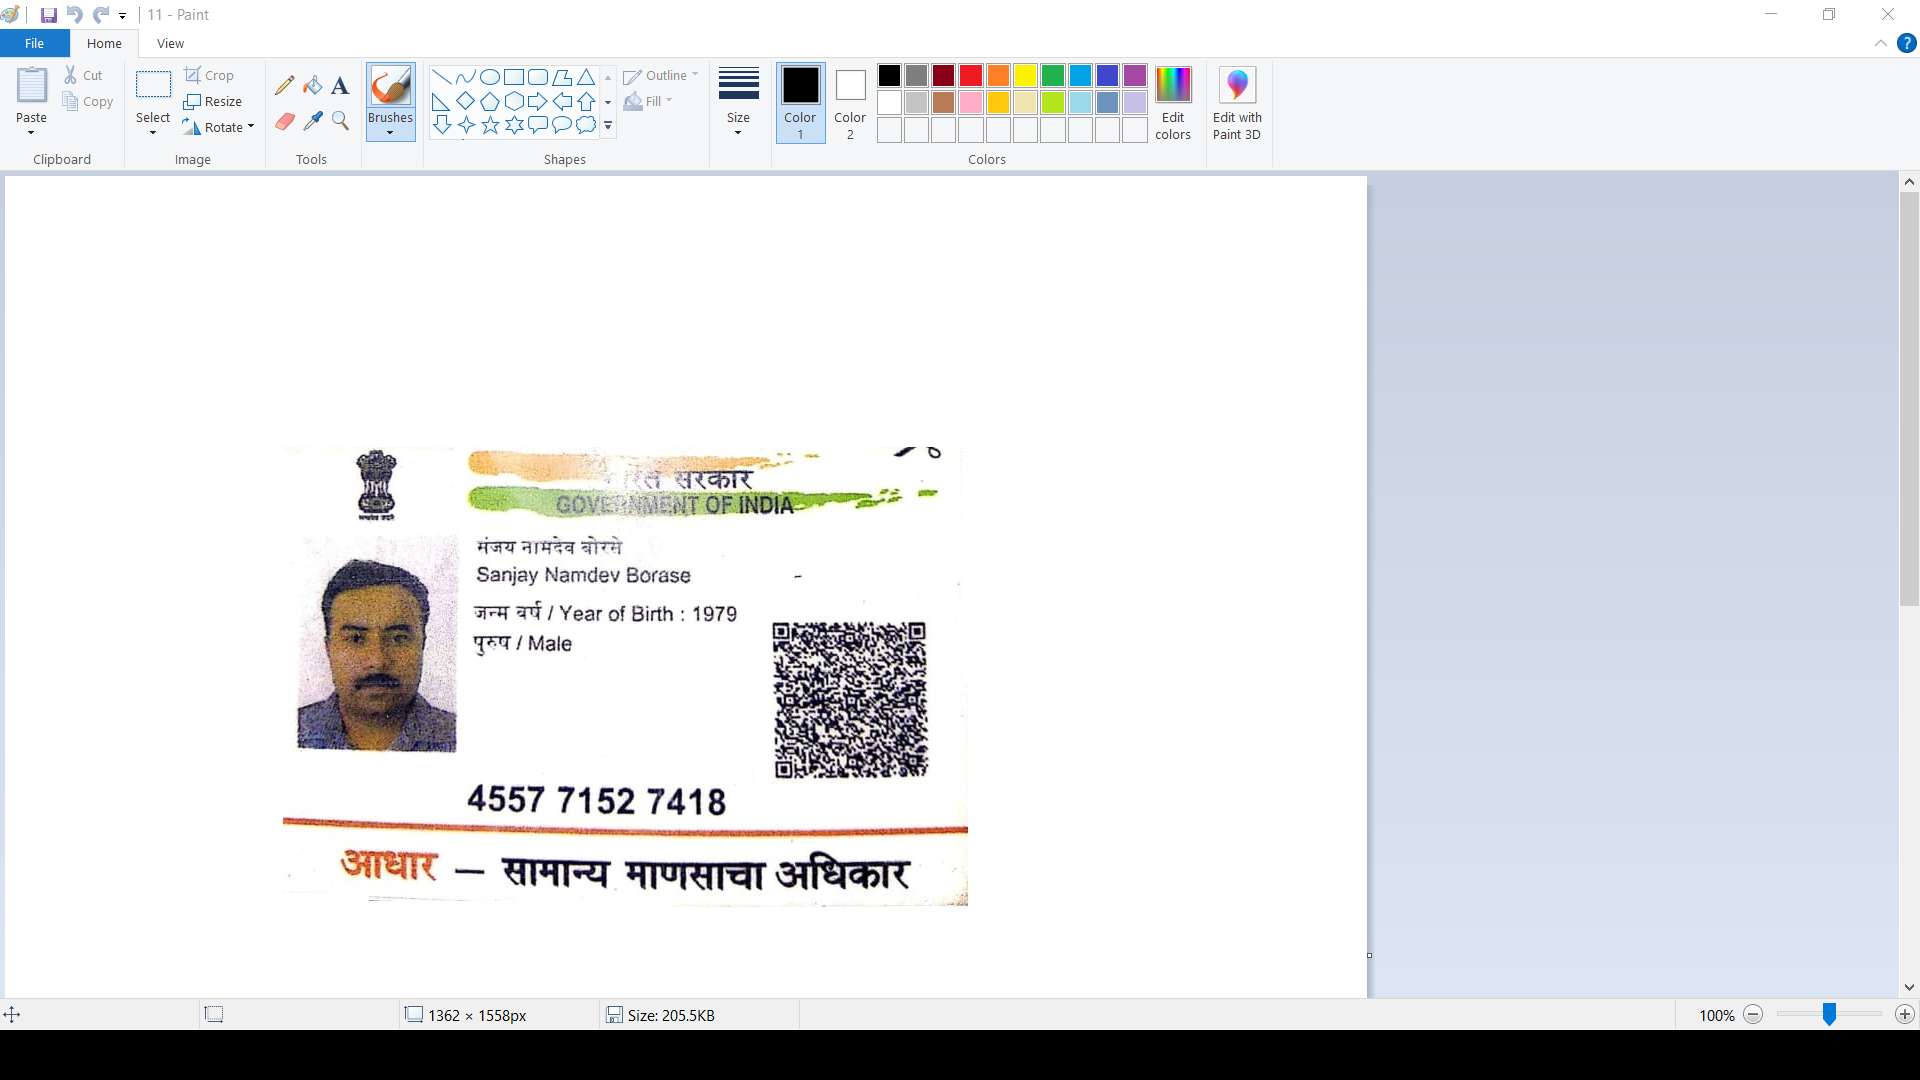 11 - Paint
File Home View
Paste
Cut
Copy
Clipboard
Select
Crop
Resize
Rotate
Image
Tools
Brushes
Shapes
Outline
Fill
Size
Color 1
Color 2
Edit colors
Colors
Edit with Paint 3D
सरकार
GOVERNMENT OF INDIA
नामदेव बोरसे
Sanjay Namdev Borase
जन्म वर्ष / Year of Birth : 1979
पुरुष / Male
4557 7152 7418
आधार — सामान्य माणसाचा अधिकार
1362 × 1558px
Size: 205.5KB
100%